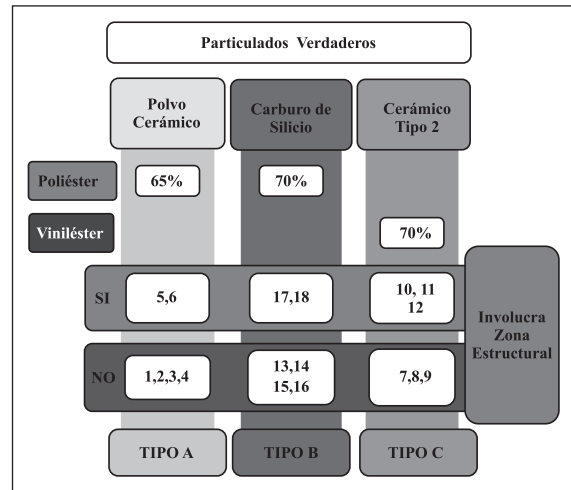 Particulados Verdaderos
Polvo
Cerámico
Carburo de
Silicio
Cerámico
Tipo 2
Poliéster
65%
70%
Viniléster
70%
SI
5,6
17,18
10, 11
12
Involucra
Zona
Estructural
NO
1,2,3,4
13,14
15,16
7,8,9
TIPO A
TIPO B
TIPO C